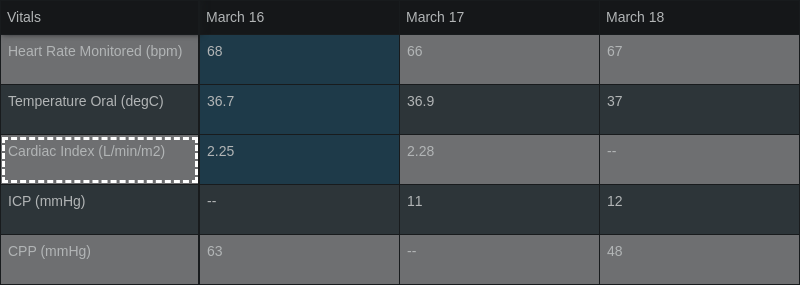 Vitals March 16 March 17 March 18
Heart Rate Monitored (bpm) 68 66 67
Temperature Oral (degC) 36.7 36.9 37
Cardiac Index (L/min/m2) 2.25 2.28 --
ICP (mmHg) -- 11 12
CPP (mmHg) 63 -- 48